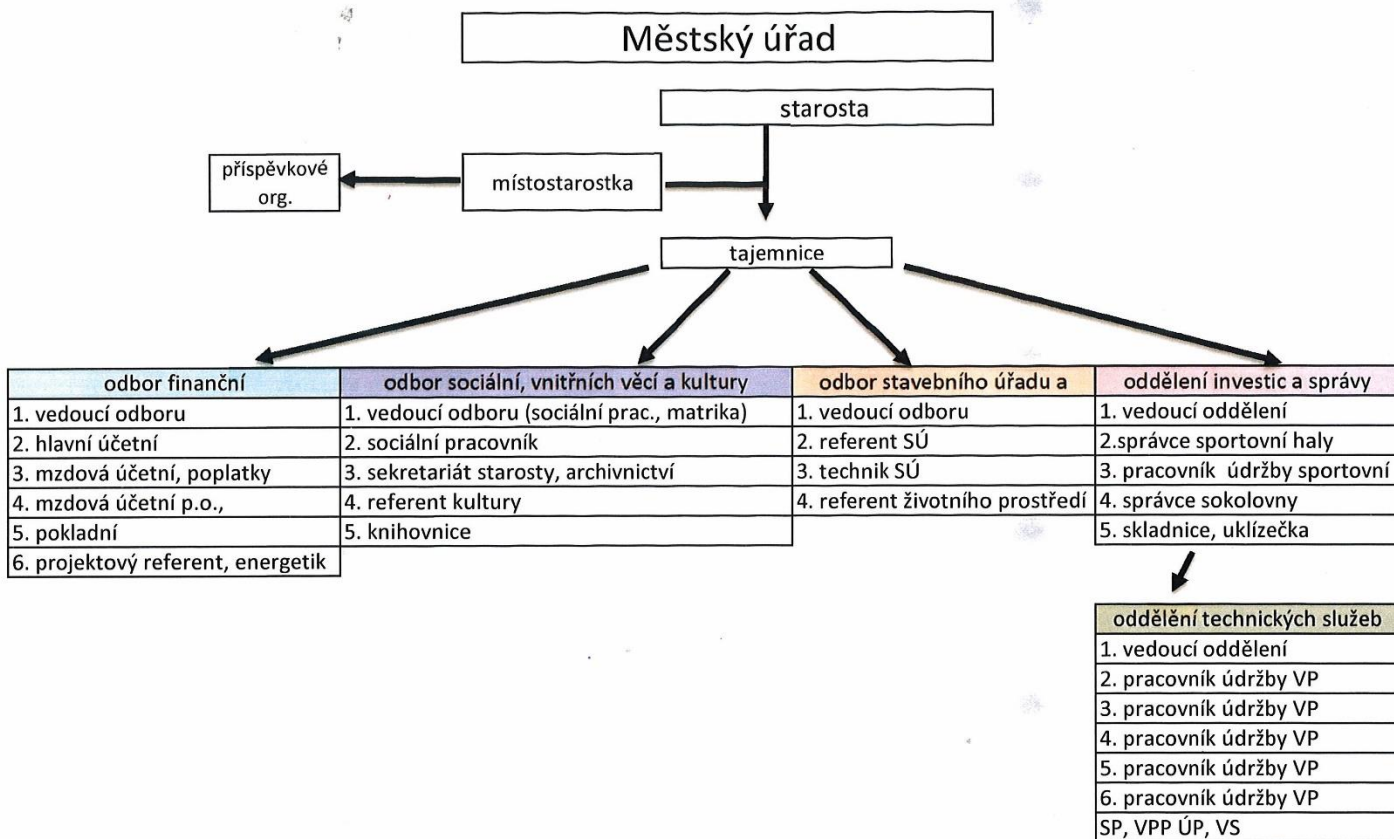 Městský úřad
starosta
příspěvkové
org.
místostarostka
tajemnice
odbor finanční
1. vedoucí odboru
2. hlavní účetní
3. mzdová účetní, poplatky
4. mzdová účetní p.o.,
5. pokladní
6. projektový referent, energetik
odbor sociální, vnitřních věcí a kultury
1. vedoucí odboru (sociální prac., matrika)
2. sociální pracovník
3. sekretariát starosty, archivnictví
4. referent kultury
5. knihovnice
odbor stavebního úřadu a
1. vedoucí odboru
2. referent SÚ
3. technik SÚ
4. referent životního prostředí
oddělení investic a správy
1. vedoucí oddělení
2.správce sportovní haly
3. pracovník údržby sportovní
4. správce sokolovny
5. skladnice, uklízečka
oddělění technických služeb
1. vedoucí oddělení
2. pracovník údržby VP
3. pracovník údržby VP
4. pracovník údržby VP
5. pracovník údržby VP
6. pracovník údržby VP
SP, VPP ÚP, VS